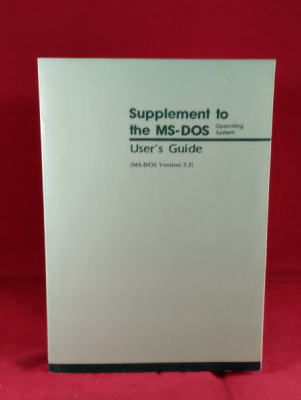 Supplement to
the MS-DOS Operating System
User's Guide
(MS-DOS Version 3.2)